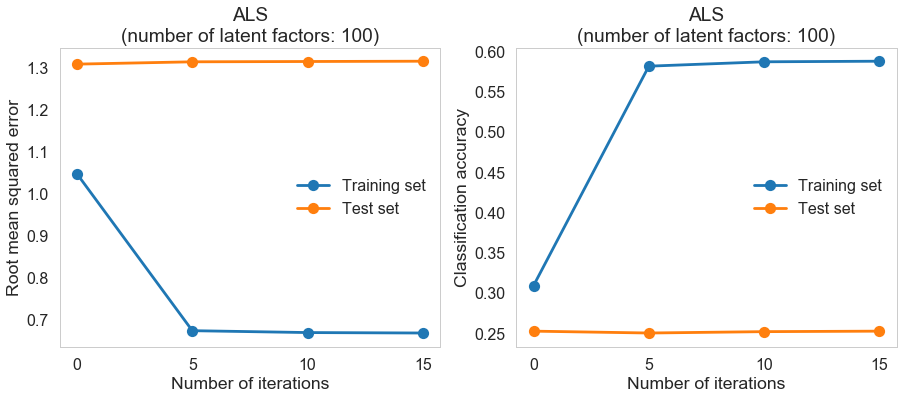 ALS
(number of latent factors: 100)
Root mean squared error
1.3
1.2
1.1
1.0
0.9
0.8
0.7
Training set
Test set
0 5 10 15
Number of iterations
ALS
(number of latent factors: 100)
Classification accuracy
0.60
0.55
0.50
0.45
0.40
0.35
0.30
0.25
Training set
Test set
0 5 10 15
Number of iterations